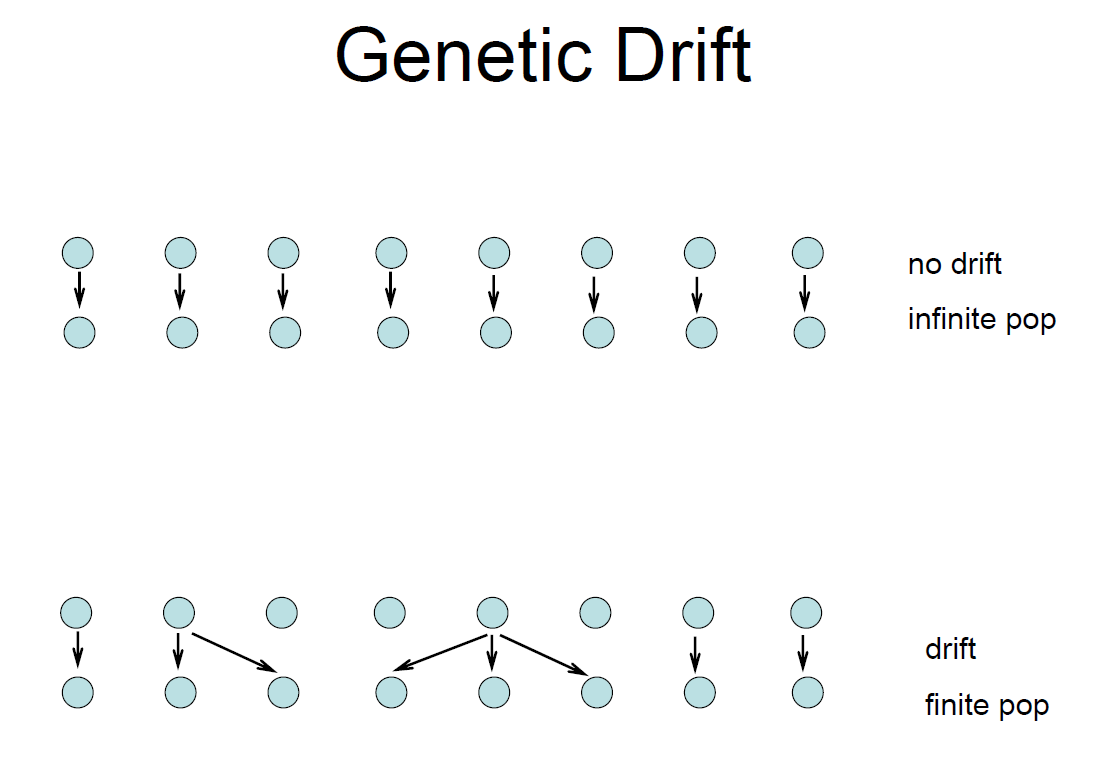 Genetic Drift
no drift
infinite pop
drift
finite pop